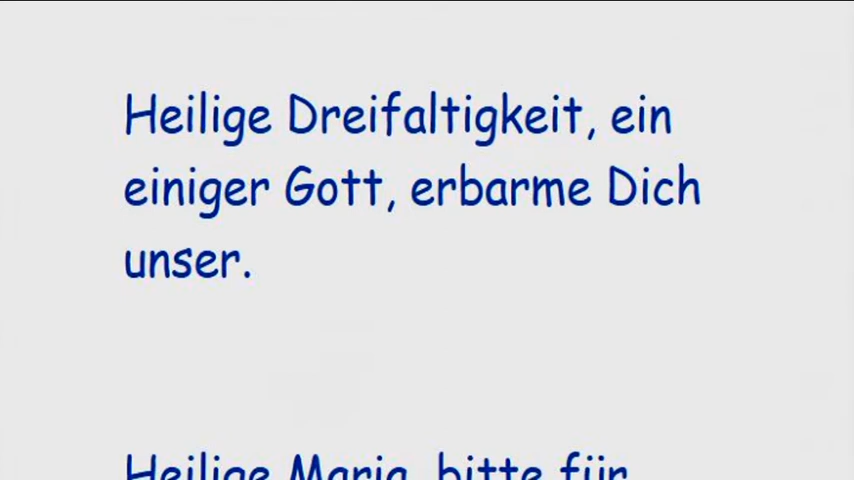 Heilige Dreifaltigkeit, ein
einiger Gott, erbarme Dich
unser.
Heilige Maria, bitte für